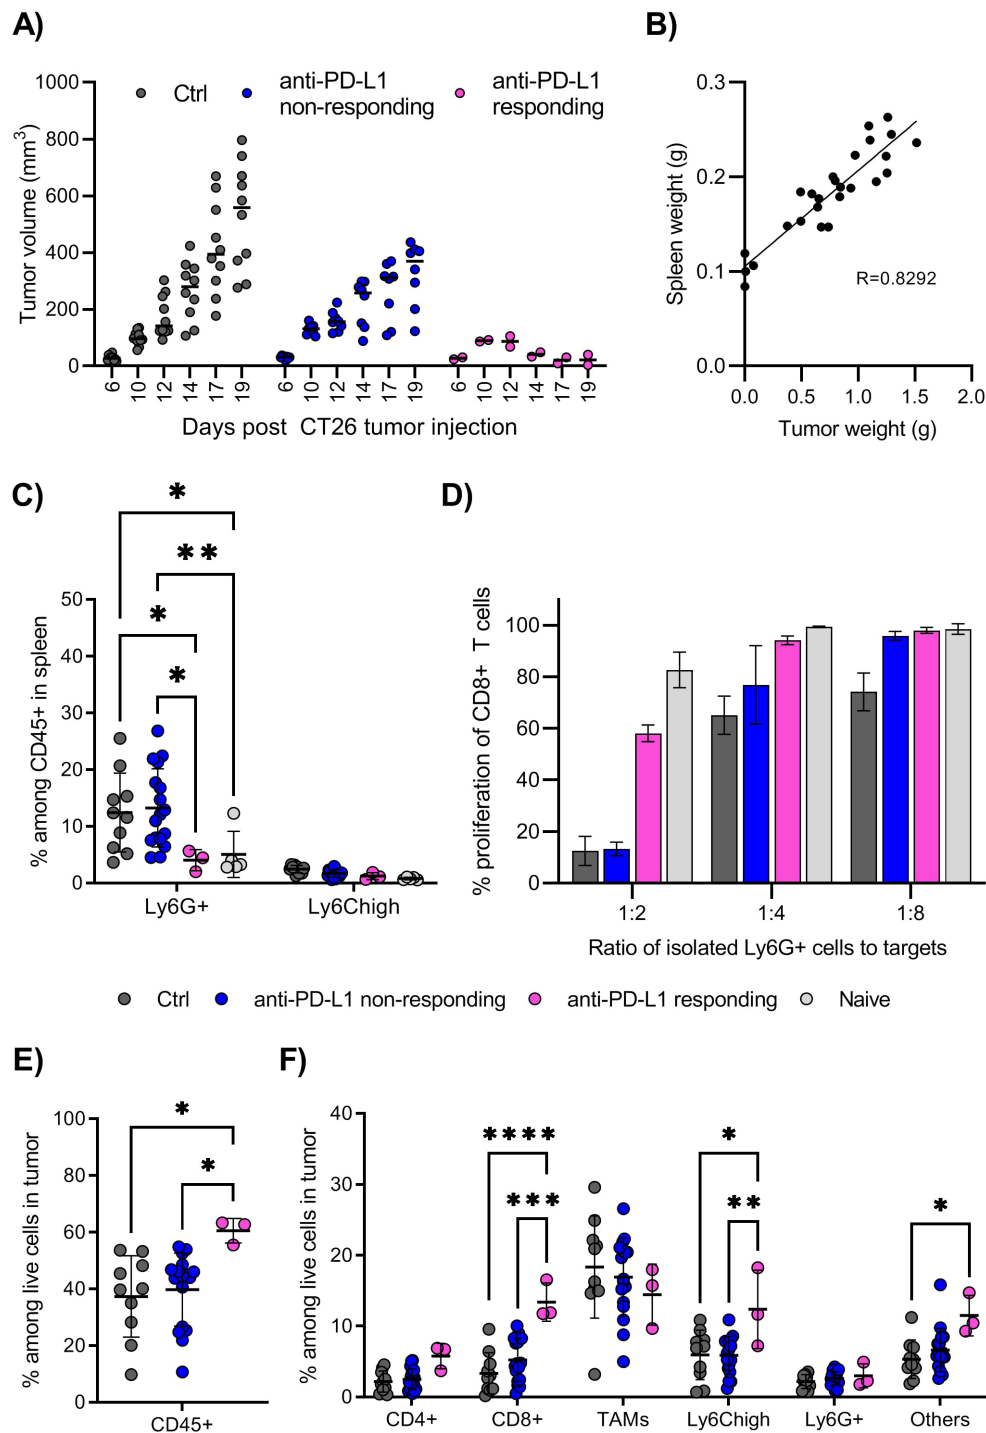 A)
Tumor volume (mm3)
1000
800
600
400
200
0
Ctrl
anti-PD-L1
non-responding
anti-PD-L1
responding
6 10 12 14 17 19 6 10 12 14 17 19 6 10 12 14 17 19
Days post CT26 tumor injection
B)
Spleen weight (g)
0.3
0.2
0.1
0.0
R=0.8292
0.0 0.5 1.0 1.5 2.0
Tumor weight (g)
C)
% among CD45+ in spleen
50
40
30
20
10
0
*
**
*
*
Ly6G+ Ly6Chigh
D)
% proliferation of CD8+ T cells
100
80
60
40
20
0
1:2 1:4 1:8
Ratio of isolated Ly6G+ cells to targets
Ctrl anti-PD-L1 non-responding anti-PD-L1 responding Naive
E)
% among live cells in tumor
100
80
60
40
20
0
*
*
CD45+
F)
% among live cells in tumor
40
30
20
10
0
****
***
*
**
*
CD4+ CD8+ TAMs Ly6Chigh Ly6G+ Others